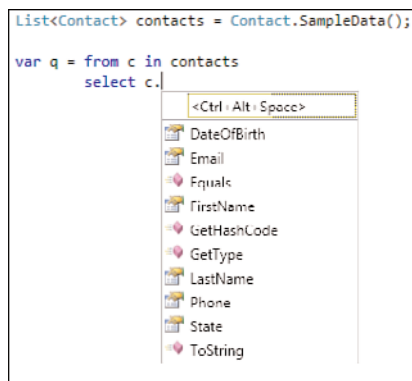 List<Contact> contacts = Contact.SampleData();
var q = from c in contacts
select c.
<Ctrl+Alt+Space>
DateOfBirth
Email
Equals
FirstName
GetHashCode
GetType
LastName
Phone
State
ToString